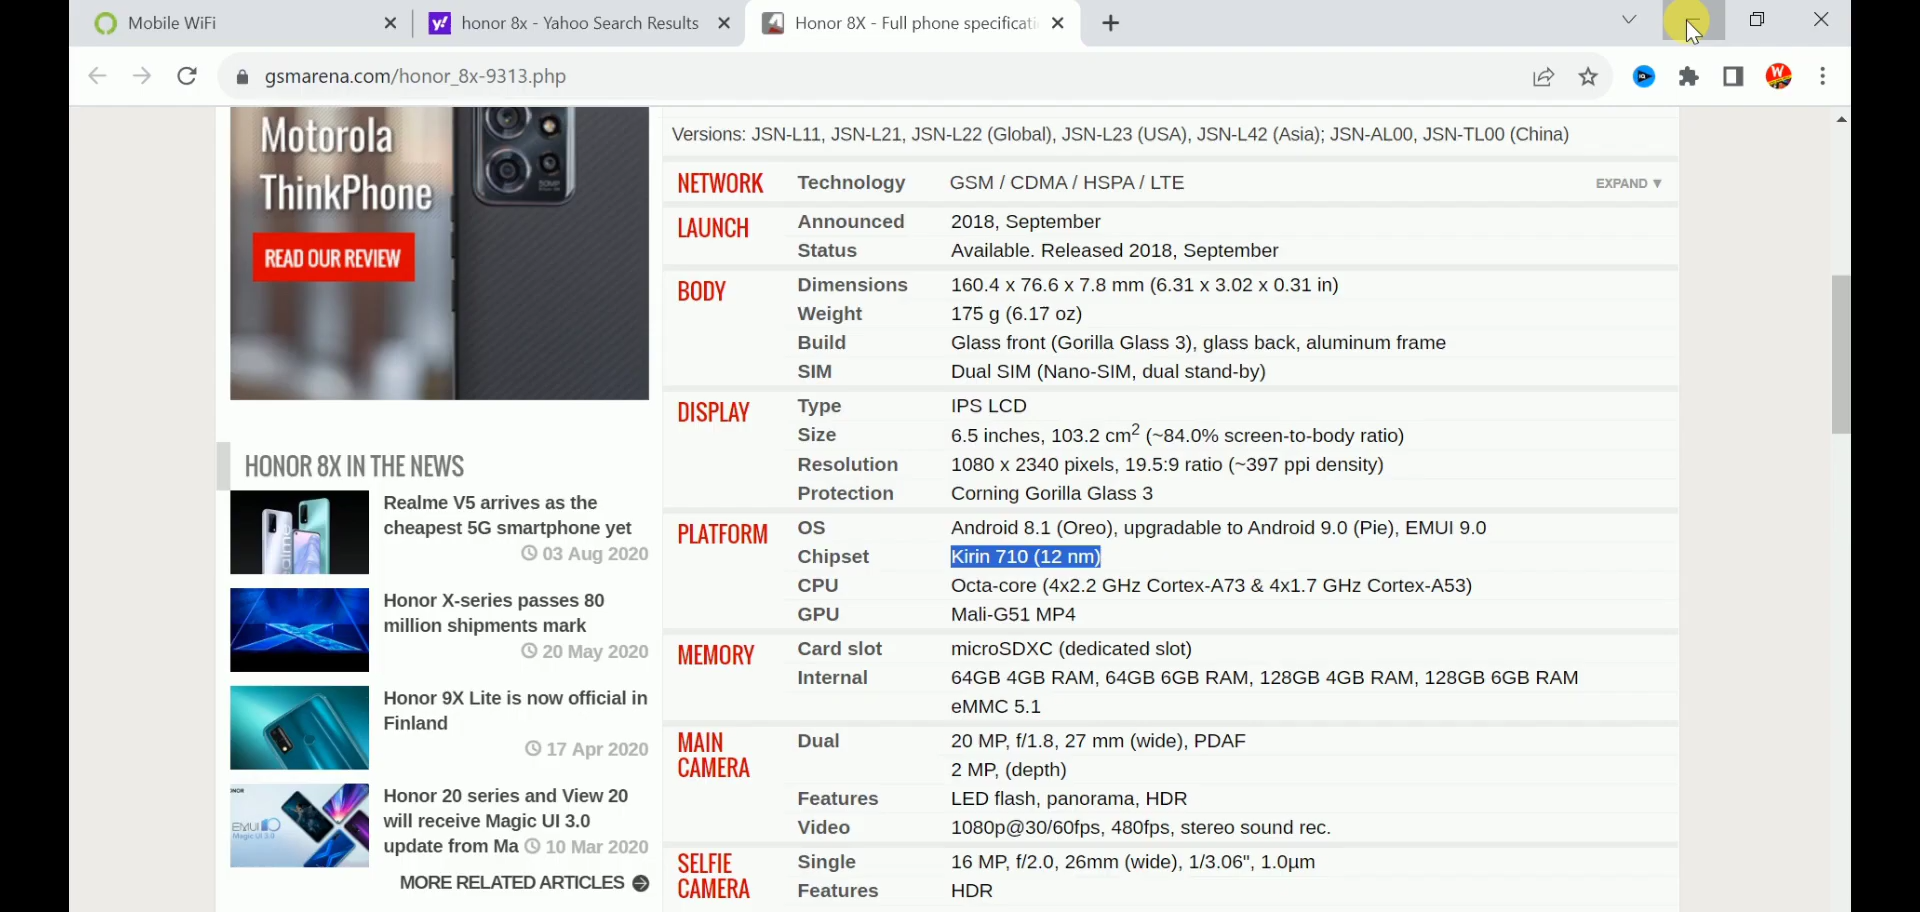 Mobile WiFi
honor 8x - Yahoo Search Results
Honor 8X - Full phone specificati
gsmarena.com/honor_8x-9313.php
Motorola
ThinkPhone
READ OUR REVIEW
HONOR 8X IN THE NEWS
Realme V5 arrives as the
cheapest 5G smartphone yet
03 Aug 2020
Honor X-series passes 80
million shipments mark
20 May 2020
Honor 9X Lite is now official in
Finland
17 Apr 2020
Honor 20 series and View 20
will receive Magic UI 3.0
update from Ma 10 Mar 2020
MORE RELATED ARTICLES
Versions: JSN-L11, JSN-L21, JSN-L22 (Global), JSN-L23 (USA), JSN-L42 (Asia); JSN-AL00, JSN-TL00 (China)
NETWORK Technology GSM / CDMA / HSPA / LTE EXPAND ▼
LAUNCH Announced 2018, September
Status Available. Released 2018, September
BODY Dimensions 160.4 x 76.6 x 7.8 mm (6.31 x 3.02 x 0.31 in)
Weight 175 g (6.17 oz)
Build Glass front (Gorilla Glass 3), glass back, aluminum frame
SIM Dual SIM (Nano-SIM, dual stand-by)
DISPLAY Type IPS LCD
Size 6.5 inches, 103.2 cm2 (~84.0% screen-to-body ratio)
Resolution 1080 x 2340 pixels, 19.5:9 ratio (~397 ppi density)
Protection Corning Gorilla Glass 3
PLATFORM OS Android 8.1 (Oreo), upgradable to Android 9.0 (Pie), EMUI 9.0
Chipset Kirin 710 (12 nm)
CPU Octa-core (4x2.2 GHz Cortex-A73 & 4x1.7 GHz Cortex-A53)
GPU Mali-G51 MP4
MEMORY Card slot microSDXC (dedicated slot)
Internal 64GB 4GB RAM, 64GB 6GB RAM, 128GB 4GB RAM, 128GB 6GB RAM
eMMC 5.1
MAIN CAMERA Dual 20 MP, f/1.8, 27 mm (wide), PDAF
2 MP, (depth)
Features LED flash, panorama, HDR
Video 1080p@30/60fps, 480fps, stereo sound rec.
SELFIE CAMERA Single 16 MP, f/2.0, 26mm (wide), 1/3.06", 1.0µm
Features HDR